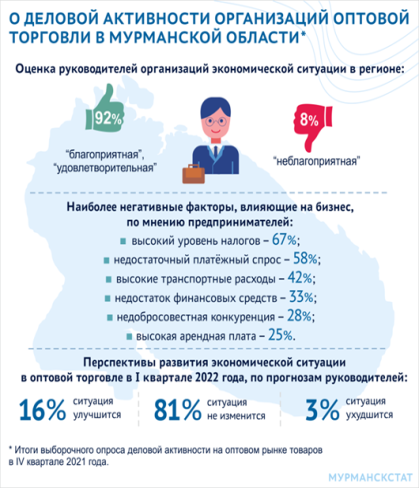 О ДЕЛОВОЙ АКТИВНОСТИ ОРГАНИЗАЦИЙ ОПТОВОЙ
ТОРГОВЛИ В МУРМАНСКОЙ ОБЛАСТИ*
Оценка руководителей организаций экономической ситуации в регионе:
92%
8%
"благоприятная",
"удовлетворительная"
"неблагоприятная"
Наиболее негативные факторы, влияющие на бизнес,
по мнению предпринимателей:
высокий уровень налогов – 67%;
недостаточный платёжный спрос – 58%;
высокие транспортные расходы – 42%;
недостаток финансовых средств – 33%;
недобросовестная конкуренция – 28%;
высокая арендная плата – 25%.
Перспективы развития экономической ситуации
в оптовой торговле в I квартале 2022 года, по прогнозам руководителей:
16% ситуация улучшится
81% ситуация не изменится
3% ситуация ухудшится
* Итоги выборочного опроса деловой активности на оптовом рынке товаров
в IV квартале 2021 года.
МУРМАНСКСТАТ